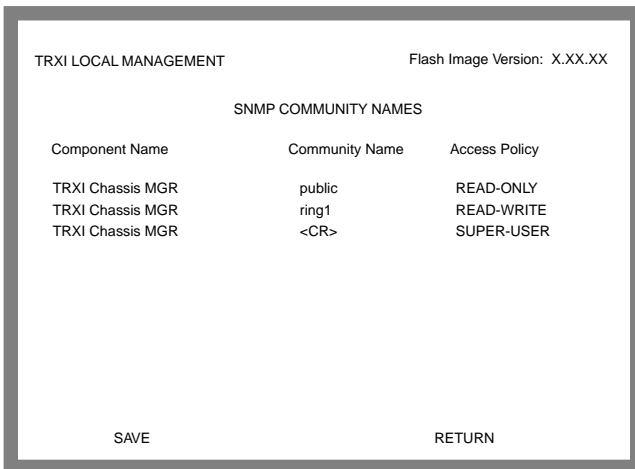 TRXI LOCAL MANAGEMENT Flash Image Version: X.XX.XX
SNMP COMMUNITY NAMES
Component Name Community Name Access Policy
TRXI Chassis MGR public READ-ONLY
TRXI Chassis MGR ring1 READ-WRITE
TRXI Chassis MGR <CR> SUPER-USER
SAVE RETURN